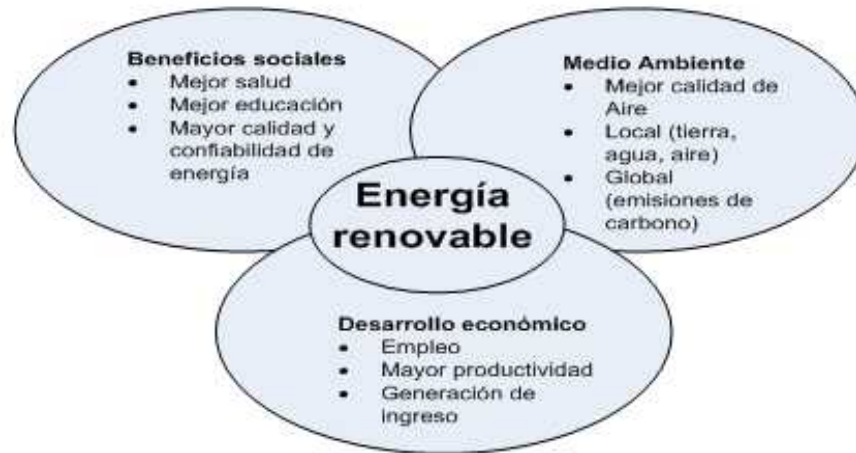 Beneficios sociales
• Mejor salud
• Mejor educación
• Mayor calidad y
confiabilidad de
energía
Medio Ambiente
• Mejor calidad de
Aire
• Local (tierra,
agua, aire)
• Global
(emisiones de
carbono)
Energía
renovable
Desarrollo económico
• Empleo
• Mayor productividad
• Generación de
ingreso